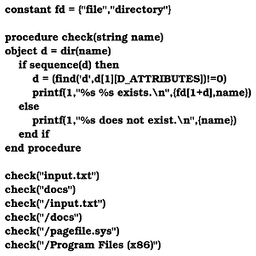 constant fd = {"file","directory"}
procedure check(string name)
object d = dir(name)
if sequence(d) then
d = (find('d',d[1][D_ATTRIBUTES])!=0)
printf(1,"%s %s exists.\n",{fd[1+d],name})
else
printf(1,"%s does not exist.\n",{name})
end if
end procedure
check("input.txt")
check("docs")
check("/input.txt")
check("/docs")
check("/pagefile.sys")
check("/Program Files (x86)")